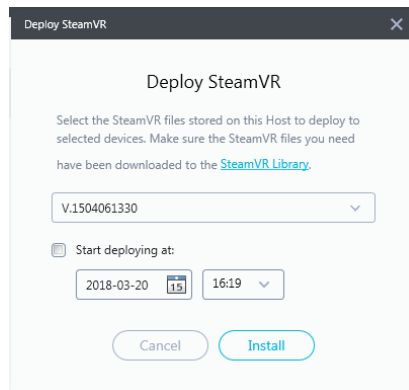 Deploy SteamVR
Deploy SteamVR
Select the SteamVR files stored on this Host to deploy to
selected devices. Make sure the SteamVR files you need
have been downloaded to the SteamVR Library.
V.1504061330
Start deploying at:
2018-03-20 15 16:19
Cancel Install